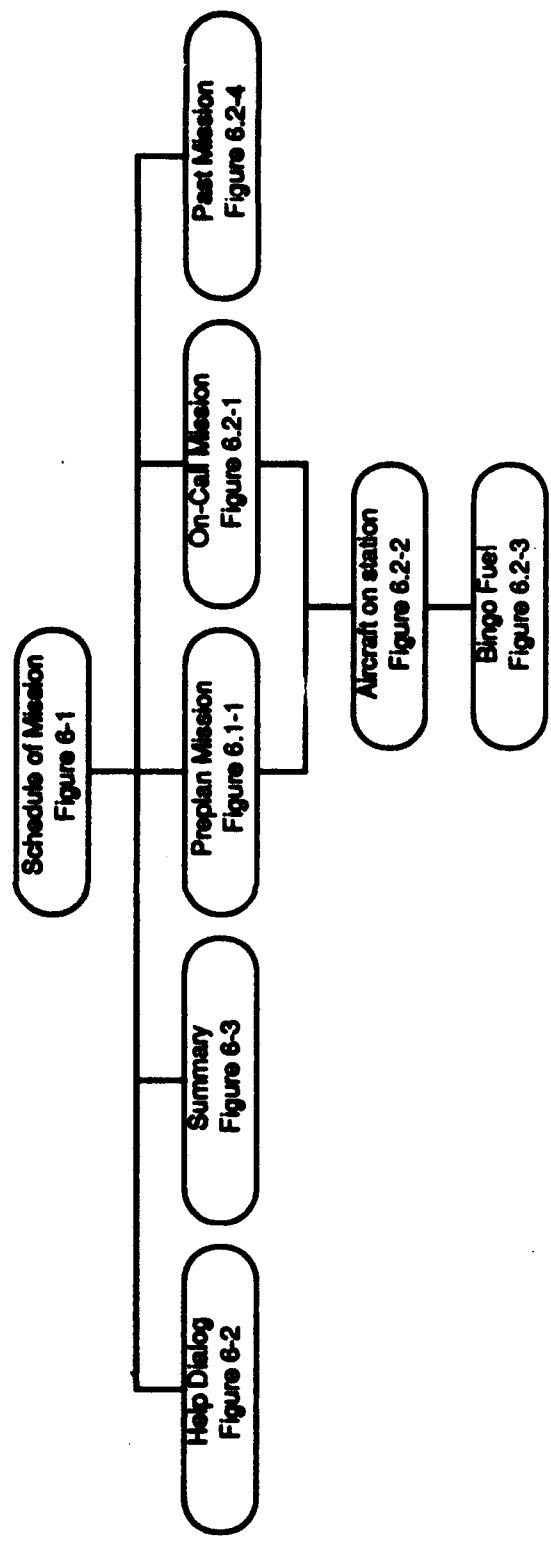 Schedule of Mission
Figure 6-1
Help Dialog
Figure 6-2
Summary
Figure 6-3
Preplan Mission
Figure 6.1-1
On-Call Mission
Figure 6.2-1
Past Mission
Figure 6.2-4
Aircraft on station
Figure 6.2-2
Bingo Fuel
Figure 6.2-3